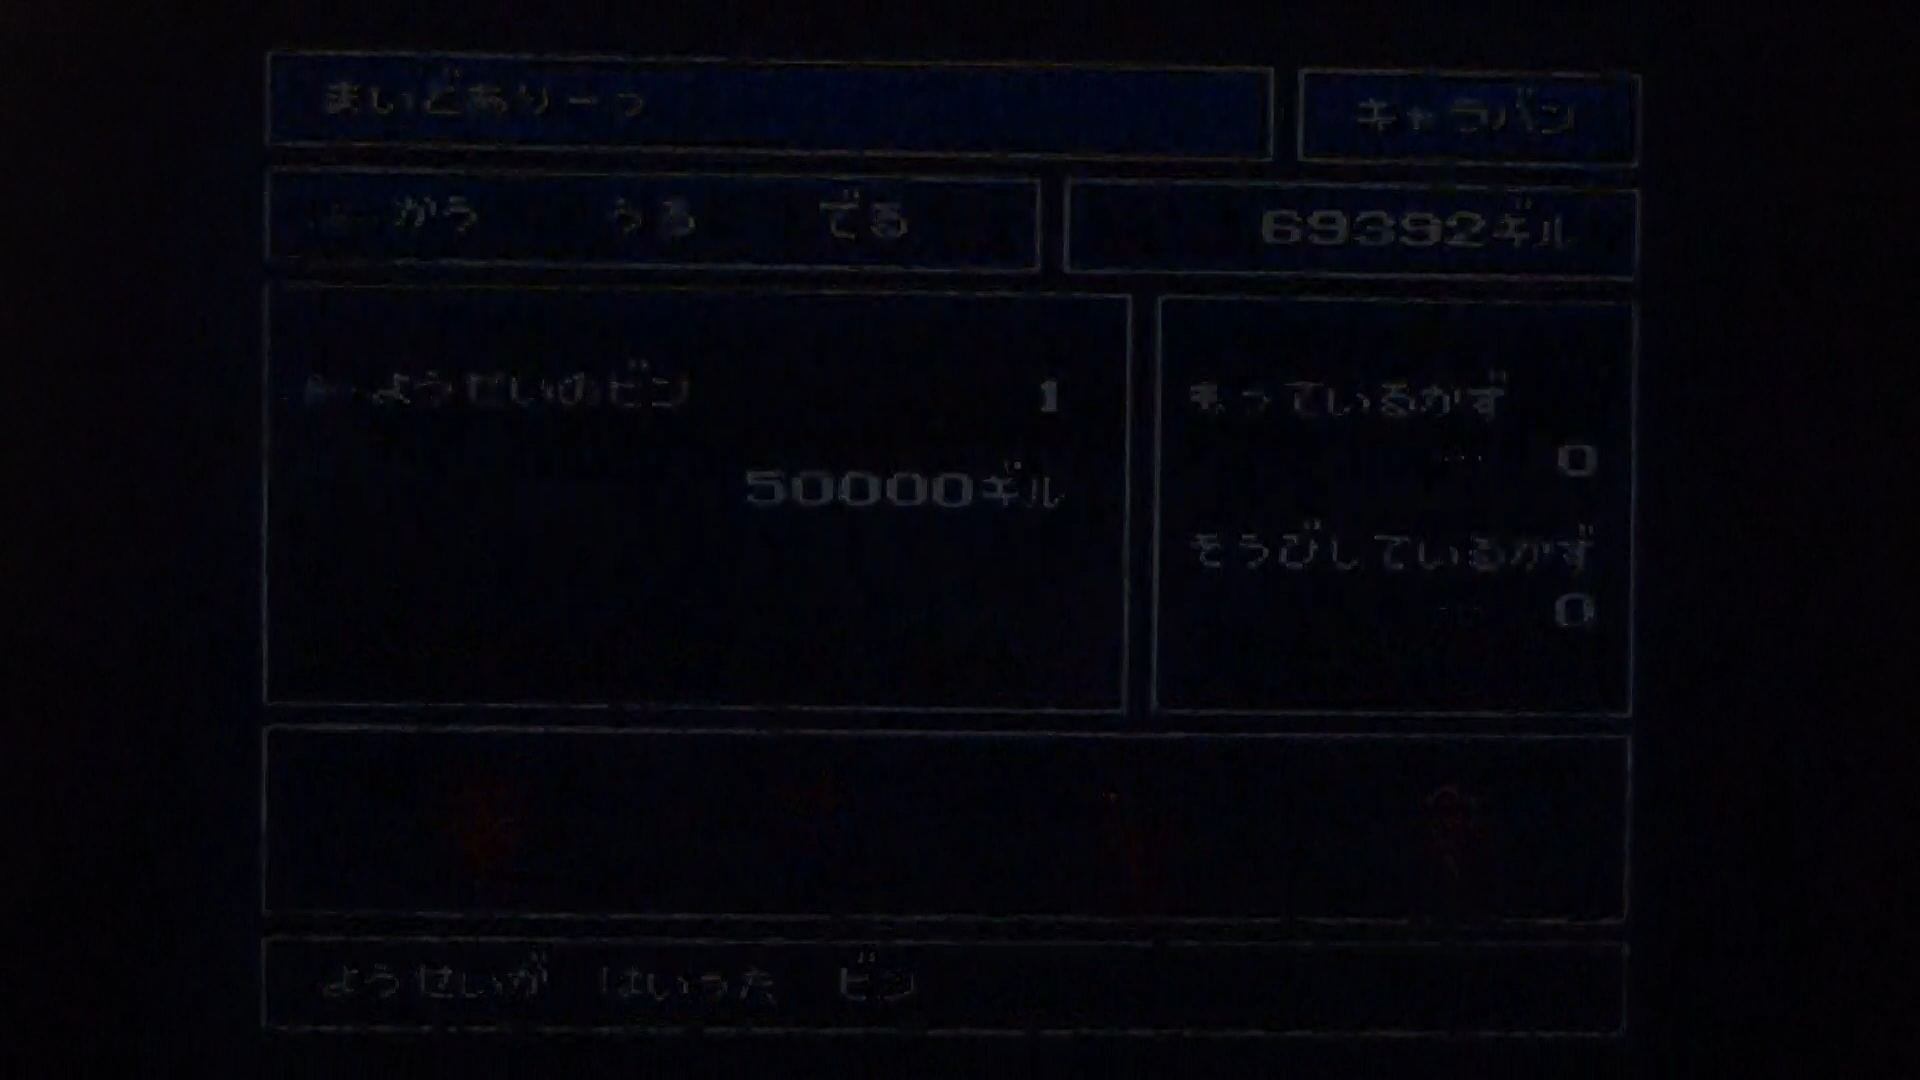 まいどありーっ
キャラバン
かう うる でる
69392ギル
ようせいのビン 1
50000ギル
もっているかず
… 0
そうびしているかず
… 0
ようせいが はいった ビン